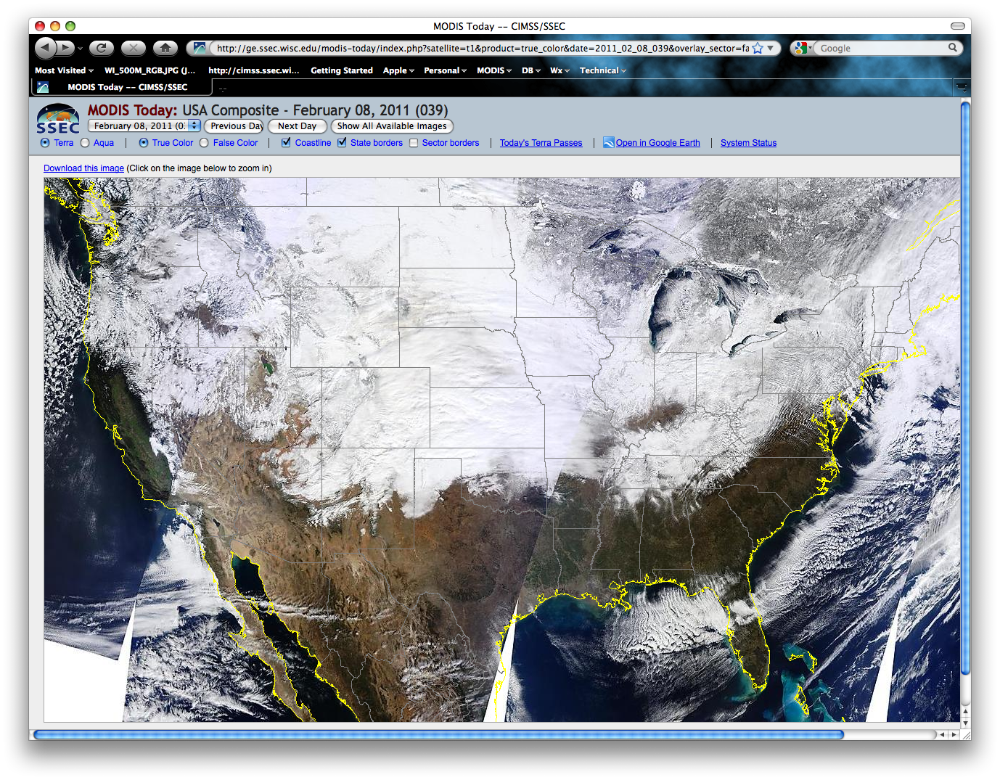 MODIS Today -- CIMSS/SSEC
http://ge.ssec.wisc.edu/modis-today/index.php?satellite=t1&product=true_color&date=2011_02_08_039&overlay_sector=fa
Google
Most Visited WI_500M_RGB.JPG (J... http://cimss.ssec.wi... Getting Started Apple Personal MODIS DB Wx Technical
MODIS Today -- CIMSS/SSEC
SSEC
MODIS Today: USA Composite - February 08, 2011 (039)
February 08, 2011 (0 Previous Day Next Day Show All Available Images
Terra Aqua | True Color False Color | Coastline State borders Sector borders | Today's Terra Passes | Open in Google Earth | System Status
Download this image (Click on the image below to zoom in)